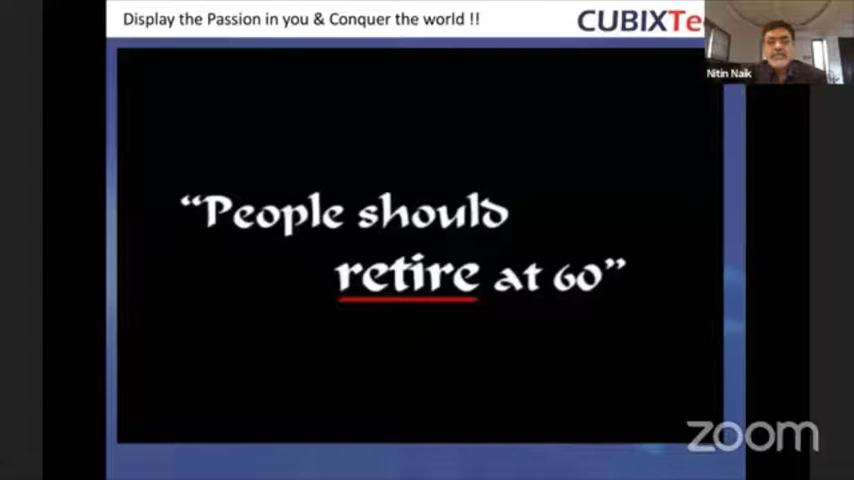 Display the Passion in you & Conquer the world !!
CUBIXTe
Nitin Naik
“People should
retire at 60”
zoom